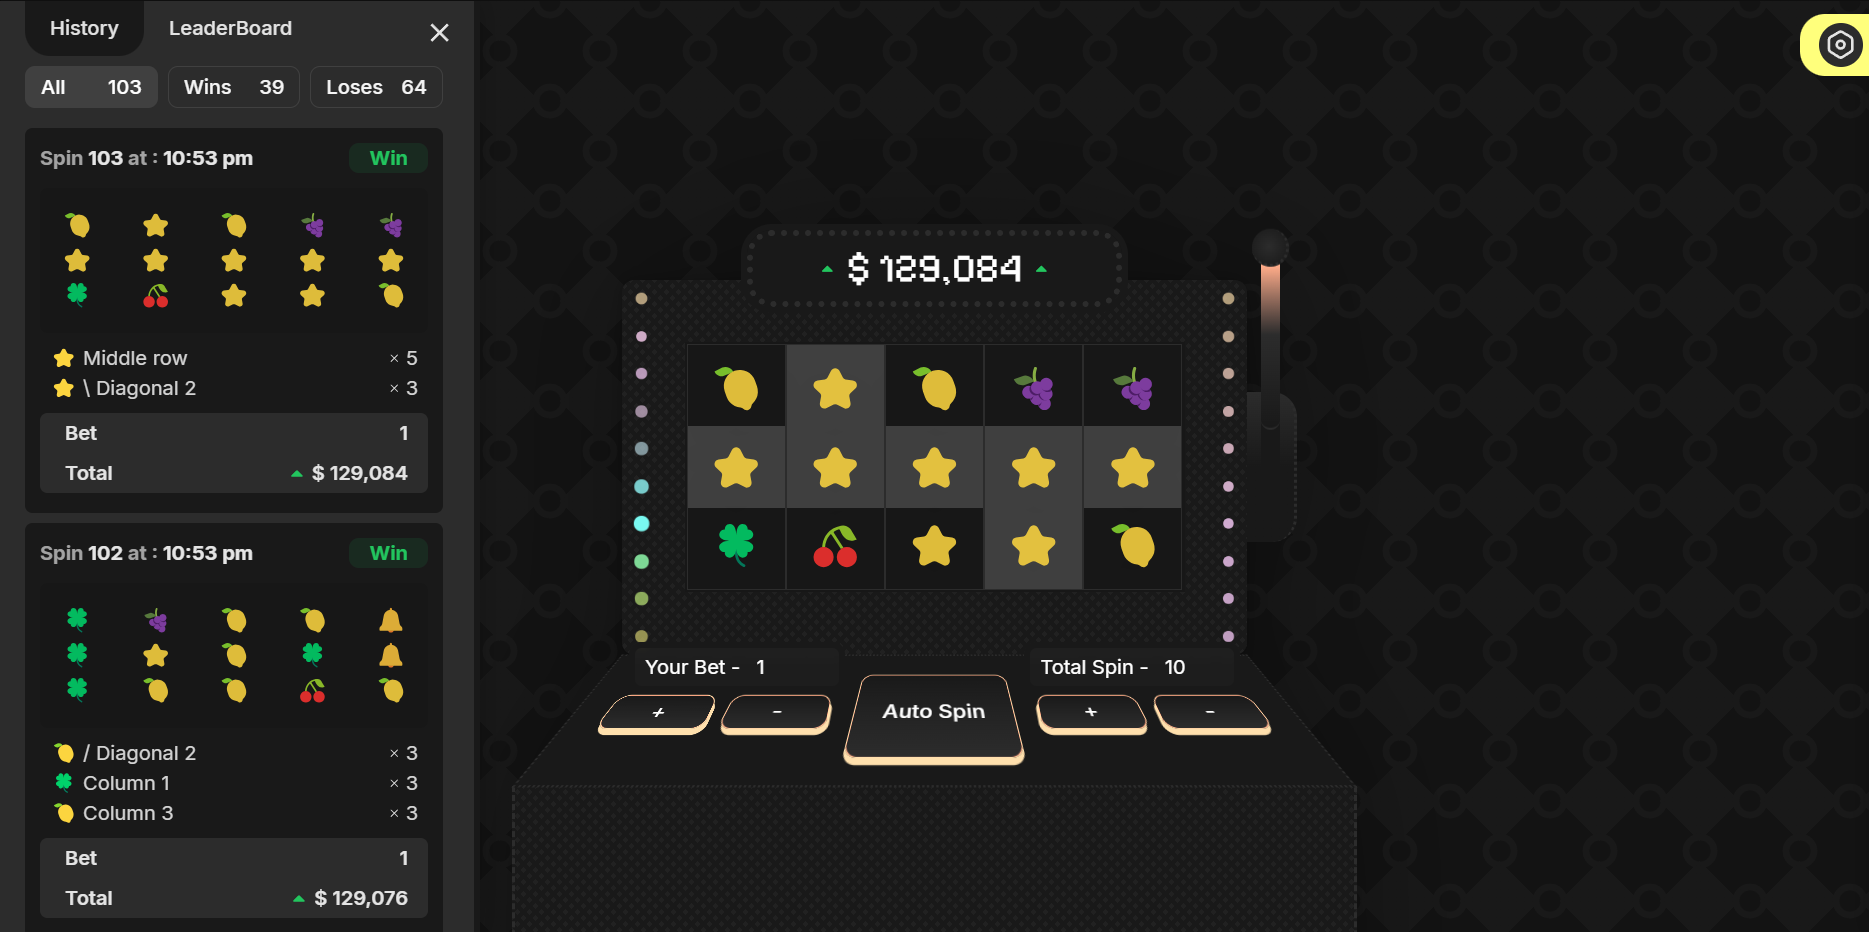 History LeaderBoard
All 103 Wins 39 Loses 64
Spin 103 at : 10:53 pm Win
Middle row × 5
\ Diagonal 2 × 3
Bet 1
Total $ 129,084
Spin 102 at : 10:53 pm Win
/ Diagonal 2 × 3
Column 1 × 3
Column 3 × 3
Bet 1
Total $ 129,076
$ 129,084
Your Bet - 1
Total Spin - 10
+ - Auto Spin + -